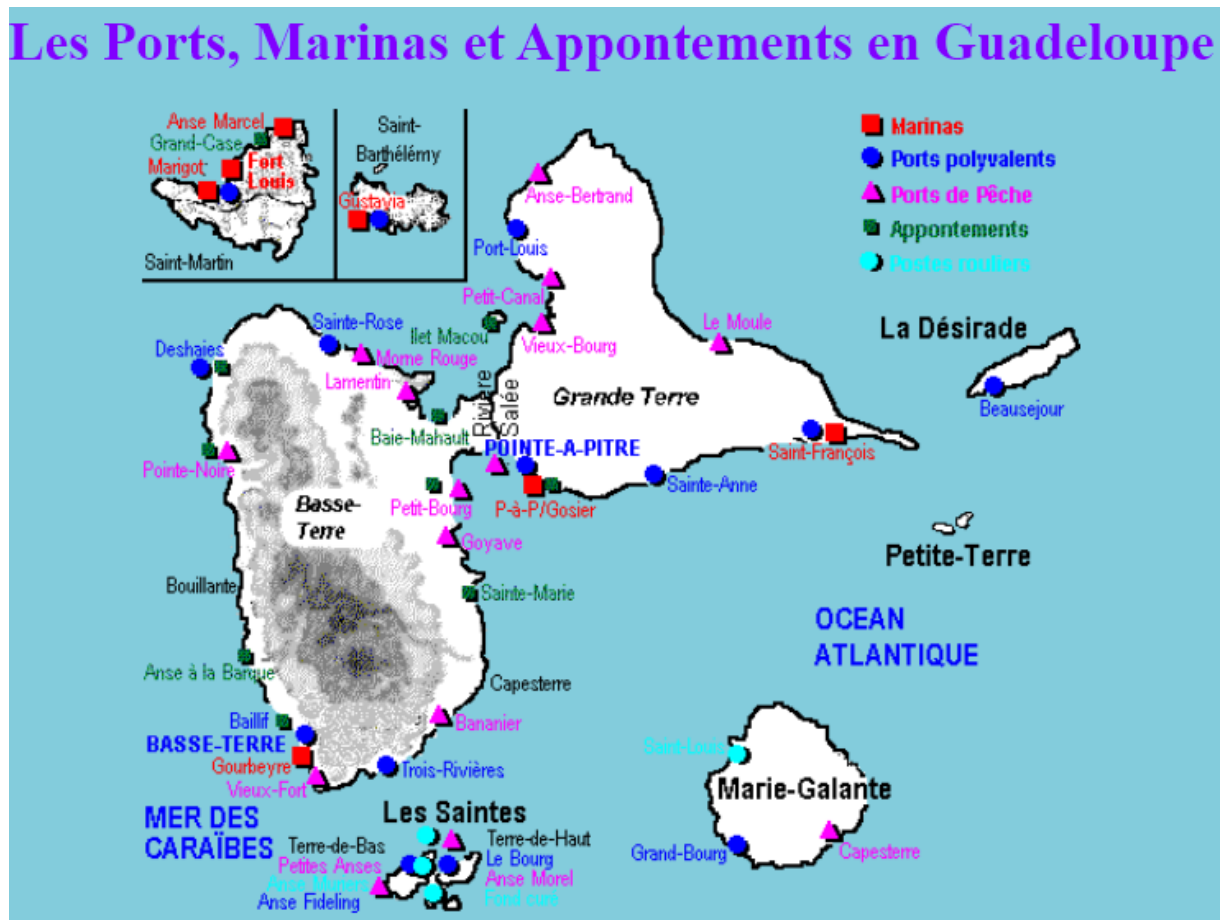 Les Ports, Marinas et Appontements en Guadeloupe
Anse Marcel
Grand-Case
Marigot
Fort
Louis
Saint-Martin
Saint-
Barthélémy
Gustavia
Marinas
Ports polyvalents
Ports de Pêche
Appontements
Postes rouliers
Anse-Bertrand
Port-Louis
Petit-Canal
Ilet Macou
Vieux-Bourg
Le Moule
La Désirade
Beausejour
Sainte-Rose
Deshaies
Morne Rouge
Lamentin
Rivière
Salée
Grande Terre
Baie-Mahault
POINTE-A-PITRE
Saint-François
Pointe-Noire
Sainte-Anne
Petit-Bourg
P-à-P/Gosier
Basse-
Terre
Goyave
Petite-Terre
Bouillante
Sainte-Marie
OCEAN
ATLANTIQUE
Anse à la Barque
Capesterre
Baillif
Bananier
BASSE-TERRE
Gourbeyre
Trois-Rivières
Vieux-Fort
Saint-Louis
Marie-Galante
MER DES
CARAÏBES
Les Saintes
Terre-de-Bas
Terre-de-Haut
Petites Anses
Le Bourg
Anse Morel
Anse Fideling
Fond curé
Grand-Bourg
Capesterre